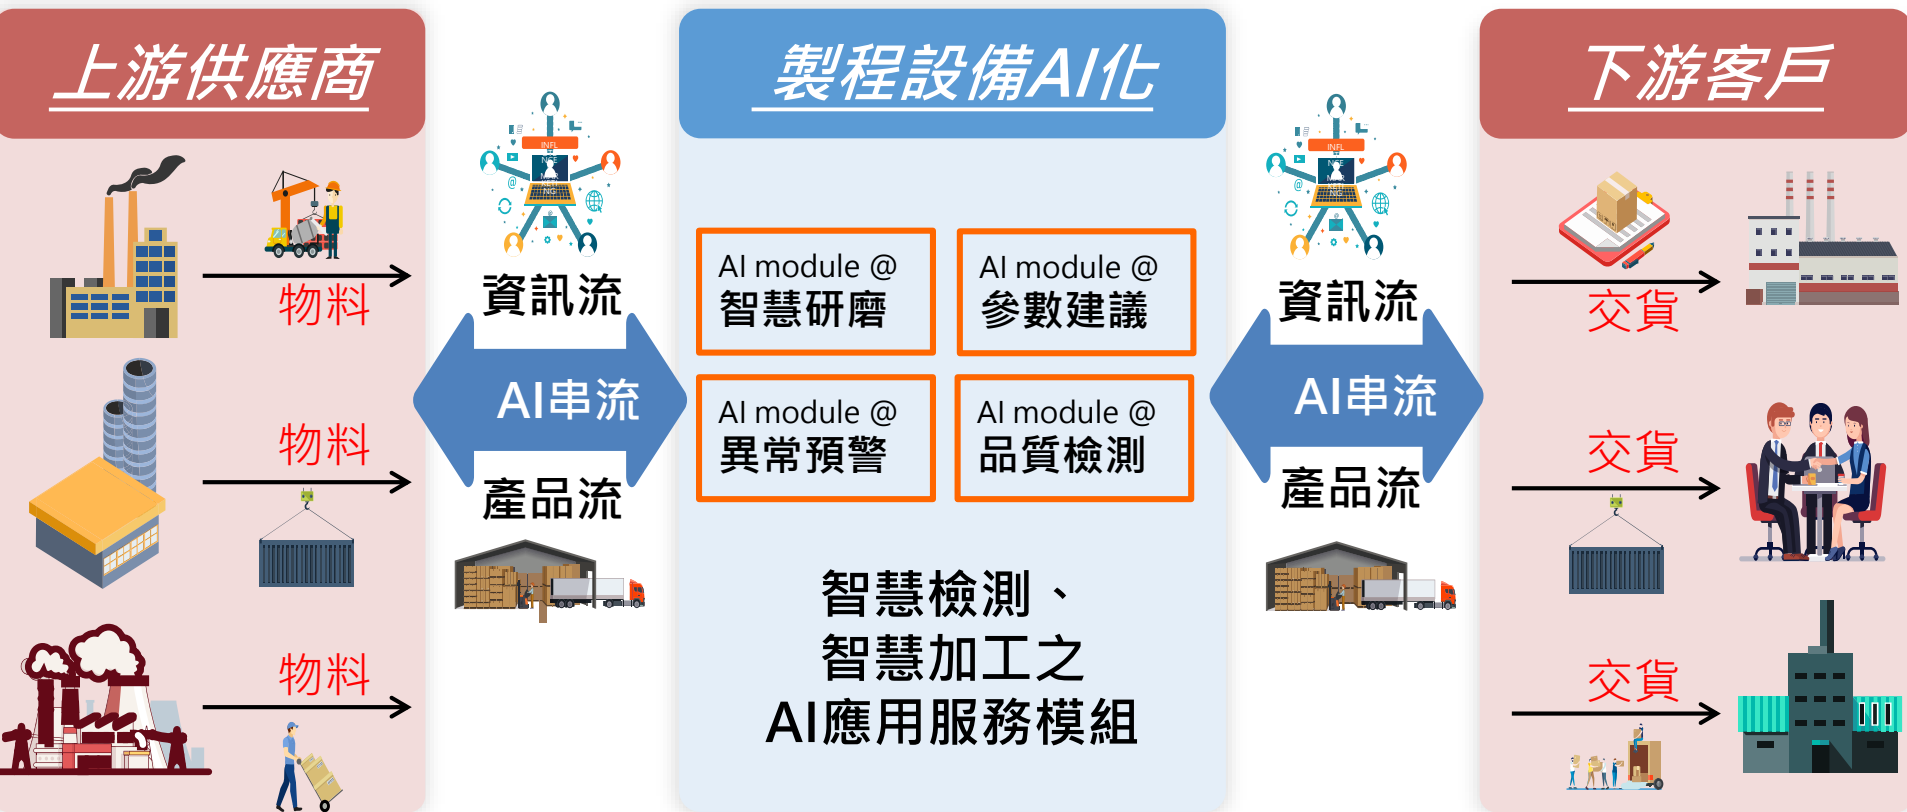 上游供應商
物料
物料
物料
資訊流
AI串流
產品流
製程設備AI化
AI module @
智慧研磨
AI module @
參數建議
AI module @
異常預警
AI module @
品質檢測
智慧檢測、
智慧加工之
AI應用服務模組
資訊流
AI串流
產品流
下游客戶
交貨
交貨
交貨